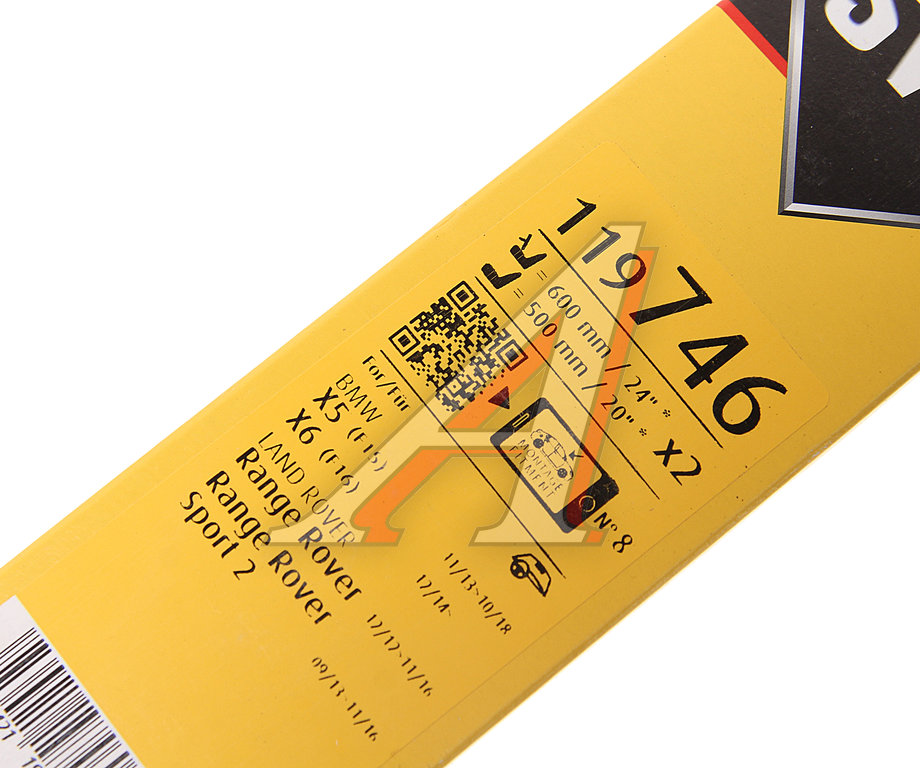 119746
= 600 mm / 24" *
= 500 mm / 20" *
x2
MONTAGE
FILMENT
N° 8
For/Für
BMW
X5 (F15) 11/13-10/18
X6 (F16) 12/14-
LAND ROVER
Range Rover 12/12-11/16
Range Rover
Sport 2 09/13-11/16